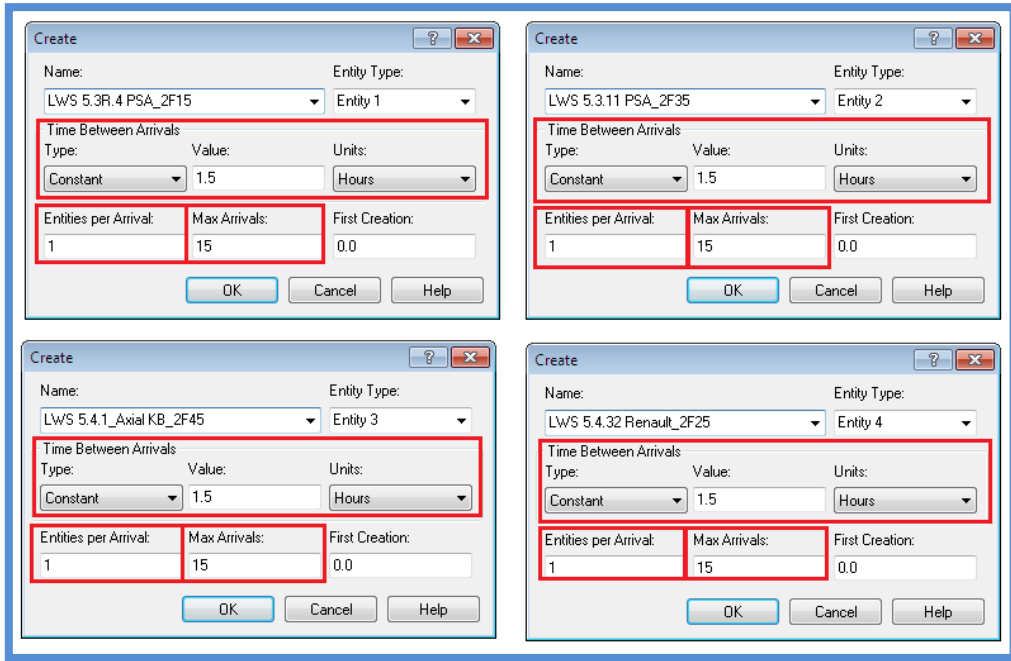 Create
Name: Entity Type:
LWS 5.3R.4 PSA_2F15 Entity 1
Time Between Arrivals
Type: Value: Units:
Constant 1.5 Hours
Entities per Arrival: Max Arrivals: First Creation:
1 15 0.0
OK Cancel Help
Create
Name: Entity Type:
LWS 5.3.11 PSA_2F35 Entity 2
Time Between Arrivals
Type: Value: Units:
Constant 1.5 Hours
Entities per Arrival: Max Arrivals: First Creation:
1 15 0.0
OK Cancel Help
Create
Name: Entity Type:
LWS 5.4.1_Axial KB_2F45 Entity 3
Time Between Arrivals
Type: Value: Units:
Constant 1.5 Hours
Entities per Arrival: Max Arrivals: First Creation:
1 15 0.0
OK Cancel Help
Create
Name: Entity Type:
LWS 5.4.32 Renault_2F25 Entity 4
Time Between Arrivals
Type: Value: Units:
Constant 1.5 Hours
Entities per Arrival: Max Arrivals: First Creation:
1 15 0.0
OK Cancel Help